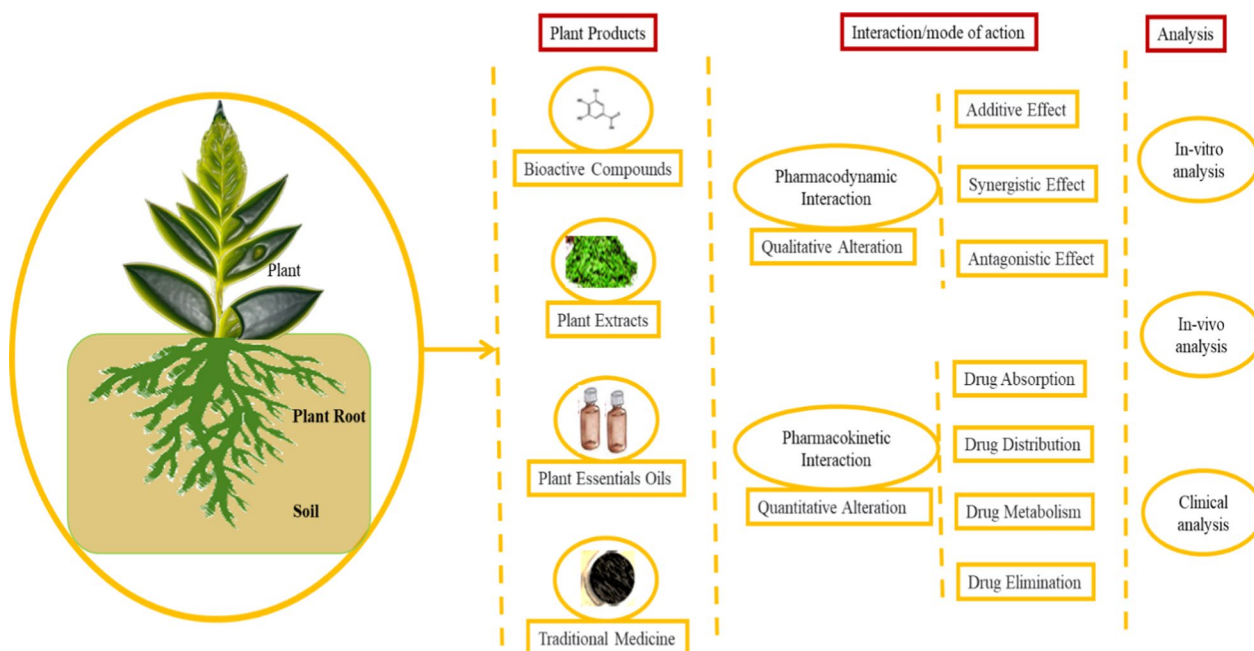 Plant Products
Interaction/mode of action
Analysis
Plant
Plant Root
Soil
Bioactive Compounds
Plant Extracts
Plant Essentials Oils
Traditional Medicine
Pharmacodynamic
Interaction
Qualitative Alteration
Additive Effect
Synergistic Effect
Antagonistic Effect
Pharmacokinetic
Interaction
Quantitative Alteration
Drug Absorption
Drug Distribution
Drug Metabolism
Drug Elimination
In-vitro
analysis
In-vivo
analysis
Clinical
analysis